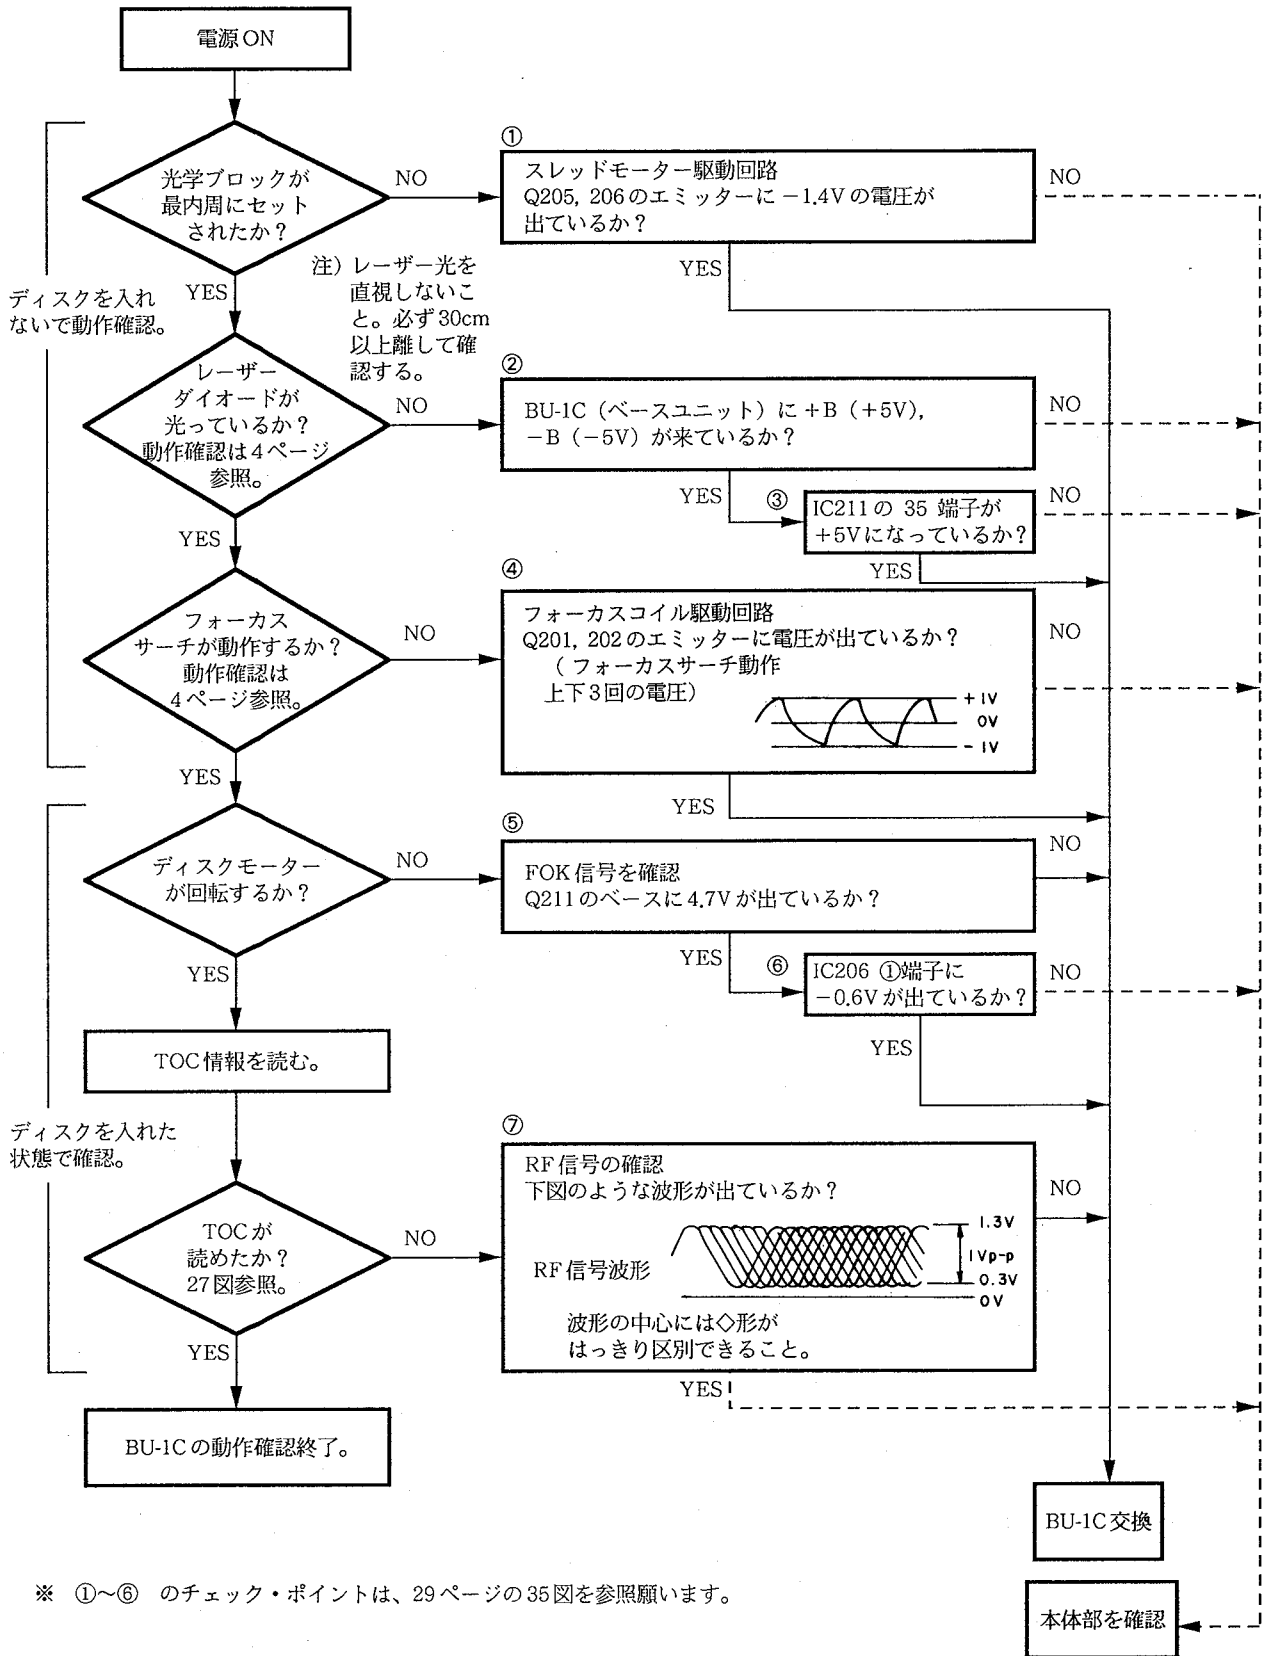 電源ON
光学ブロックが
最内周にセット
されたか？
NO
YES
ディスクを入れ
ないで動作確認。
①
スレッドモーター駆動回路
Q205, 206のエミッターに－1.4Vの電圧が
出ているか？
NO
YES
注）レーザー光を
直視しないこ
と。必ず30cm
以上離して確
認する。
レーザー
ダイオードが
光っているか？
動作確認は4ページ
参照。
NO
YES
②
BU-1C（ベースユニット）に＋B（＋5V），
－B（－5V）が来ているか？
NO
YES
③
IC211の 35 端子が
＋5Vになっているか？
NO
YES
フォーカス
サーチが動作するか？
動作確認は
4ページ参照。
NO
YES
④
フォーカスコイル駆動回路
Q201, 202のエミッターに電圧が出ているか？
（フォーカスサーチ動作
上下3回の電圧）
+1V
0V
-1V
NO
YES
ディスクモーター
が回転するか？
NO
YES
⑤
FOK信号を確認
Q211のベースに4.7Vが出ているか？
NO
YES
⑥
IC206 ①端子に
－0.6Vが出ているか？
NO
YES
TOC情報を読む。
ディスクを入れた
状態で確認。
TOCが
読めたか？
27図参照。
NO
YES
⑦
RF信号の確認
下図のような波形が出ているか？
RF信号波形
1.3V
1Vp-p
0.3V
0V
波形の中心には◇形が
はっきり区別できること。
NO
YES
BU-1Cの動作確認終了。
BU-1C交換
本体部を確認
※ ①～⑥ のチェック・ポイントは、29ページの35図を参照願います。